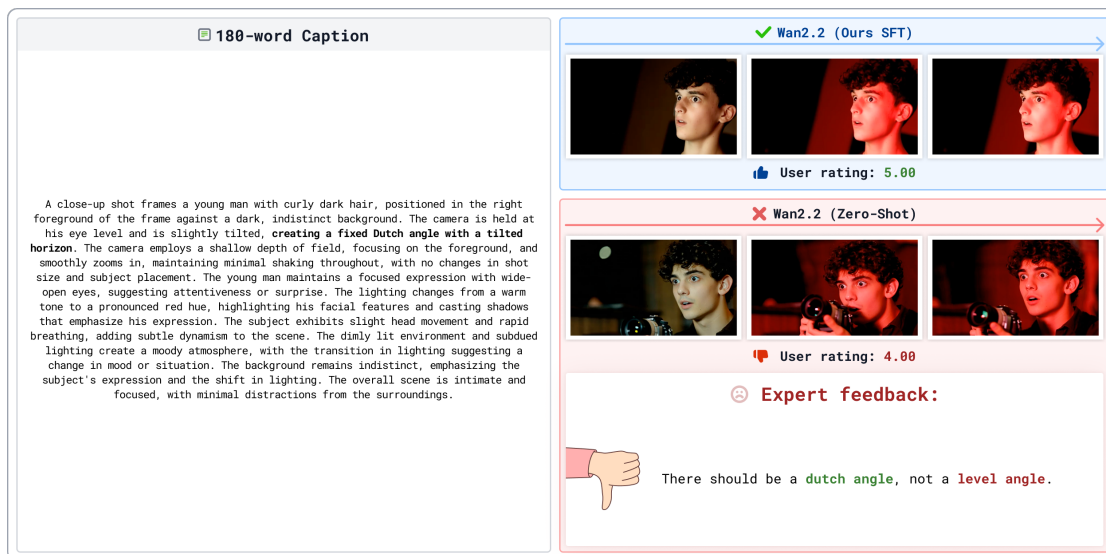 180-word Caption
A close-up shot frames a young man with curly dark hair, positioned in the right
foreground of the frame against a dark, indistinct background. The camera is held at
his eye level and is slightly tilted, creating a fixed Dutch angle with a tilted
horizon. The camera employs a shallow depth of field, focusing on the foreground, and
smoothly zooms in, maintaining minimal shaking throughout, with no changes in shot
size and subject placement. The young man maintains a focused expression with wide-
open eyes, suggesting attentiveness or surprise. The lighting changes from a warm
tone to a pronounced red hue, highlighting his facial features and casting shadows
that emphasize his expression. The subject exhibits slight head movement and rapid
breathing, adding subtle dynamism to the scene. The dimly lit environment and subdued
lighting create a moody atmosphere, with the transition in lighting suggesting a
change in mood or situation. The background remains indistinct, emphasizing the
subject's expression and the shift in lighting. The overall scene is intimate and
focused, with minimal distractions from the surroundings.
Wan2.2 (Ours SFT)
User rating: 5.00
Wan2.2 (Zero-Shot)
User rating: 4.00
Expert feedback:
There should be a dutch angle, not a level angle.